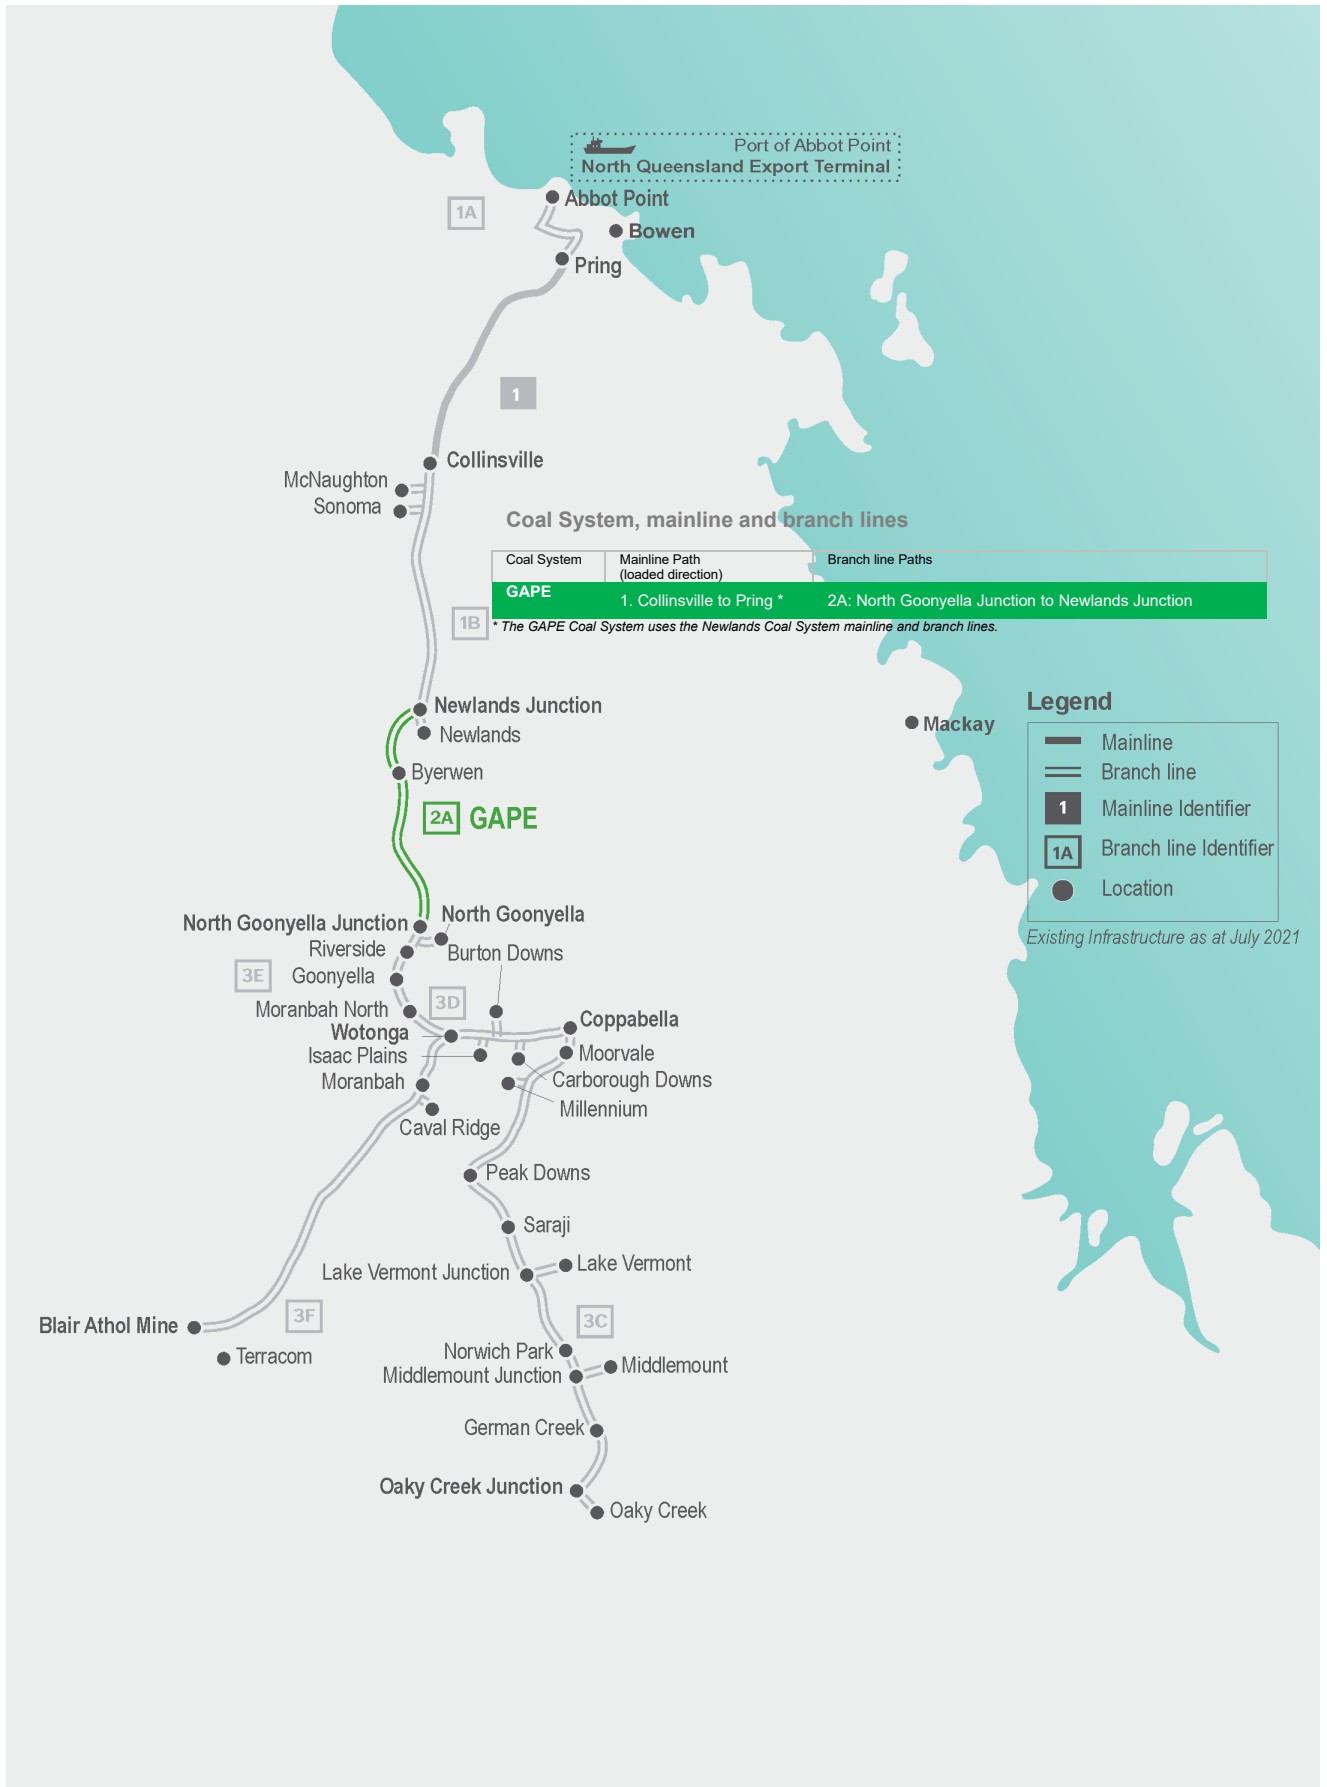 Port of Abbot Point
North Queensland Export Terminal
Abbot Point
1A
Bowen
Pring
1
Collinsville
McNaughton
Sonoma
Coal System, mainline and branch lines
Coal System
Mainline Path
(loaded direction)
Branch line Paths
GAPE
1. Collinsville to Pring *
2A: North Goonyella Junction to Newlands Junction
* The GAPE Coal System uses the Newlands Coal System mainline and branch lines.
1B
Newlands Junction
Newlands
Byerwen
2A GAPE
Mackay
Legend
Mainline
Branch line
1 Mainline Identifier
1A Branch line Identifier
Location
Existing Infrastructure as at July 2021
North Goonyella Junction
North Goonyella
Riverside
Burton Downs
3E
Goonyella
Moranbah North
3D
Wotonga
Coppabella
Isaac Plains
Moorvale
Moranbah
Carborough Downs
Millennium
Caval Ridge
Peak Downs
Saraji
Lake Vermont Junction
Lake Vermont
3F
3C
Blair Athol Mine
Terracom
Norwich Park
Middlemount Junction
Middlemount
German Creek
Oaky Creek Junction
Oaky Creek